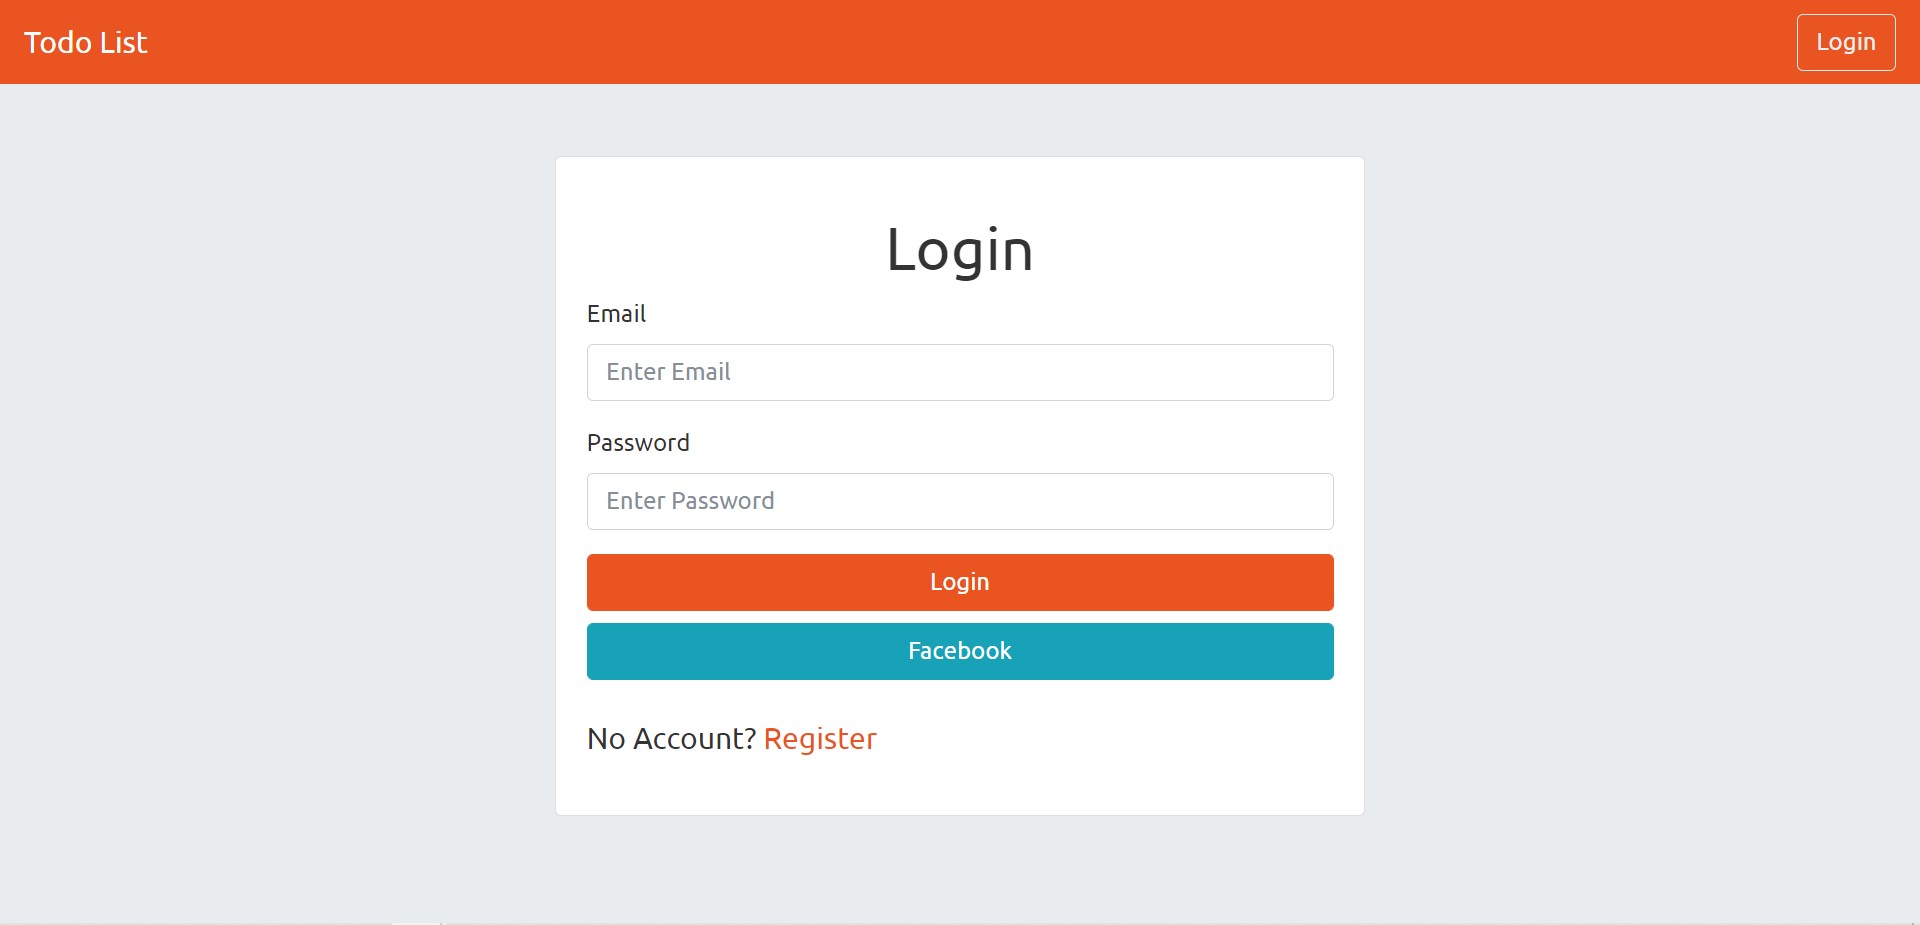 Todo List
Login
Login
Email
Enter Email
Password
Enter Password
Login
Facebook
No Account? Register